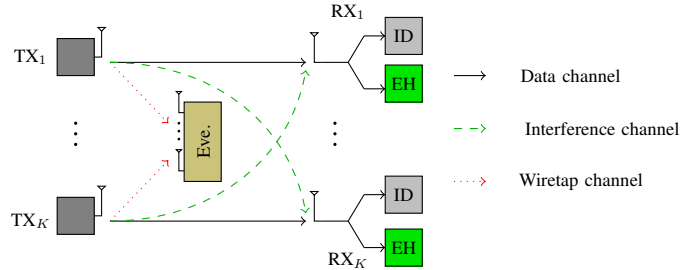 RX1
ID
TX1
EH
Data channel
Eve.
Interference channel
Wiretap channel
ID
TXK
EH
RXK